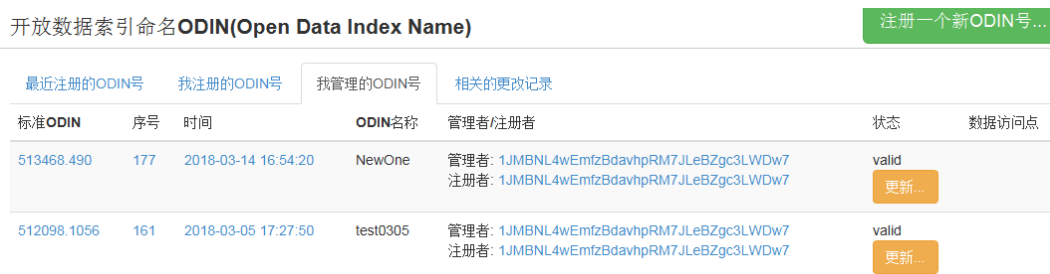 开放数据索引命名ODIN(Open Data Index Name)
注册一个新ODIN号...
最近注册的ODIN号 我注册的ODIN号 我管理的ODIN号 相关的更改记录
标准ODIN 序号 时间 ODIN名称 管理者/注册者 状态 数据访问点
513468.490 177 2018-03-14 16:54:20 NewOne 管理者: 1JMBNL4wEmfzBdavhpRM7JLeBZgc3LWDw7 valid
注册者: 1JMBNL4wEmfzBdavhpRM7JLeBZgc3LWDw7 更新...
512098.1056 161 2018-03-05 17:27:50 test0305 管理者: 1JMBNL4wEmfzBdavhpRM7JLeBZgc3LWDw7 valid
注册者: 1JMBNL4wEmfzBdavhpRM7JLeBZgc3LWDw7 更新...